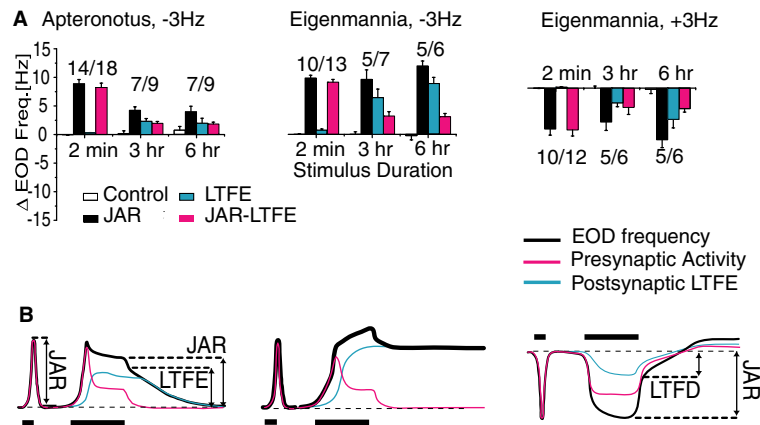 A
Apteronotus, -3Hz
Eigenmannia, -3Hz
Eigenmannia, +3Hz
Δ EOD Freq.[Hz]
15
10
5
0
-5
-10
-15
14/18
7/9
7/9
2 min
3 hr
6 hr
10/13
5/7
5/6
2 min
3 hr
6 hr
Stimulus Duration
2 min
3 hr
6 hr
10/12
5/6
5/6
Control
LTFE
JAR
JAR-LTFE
EOD frequency
Presynaptic Activity
Postsynaptic LTFE
B
JAR
JAR
LTFE
LTFD
JAR